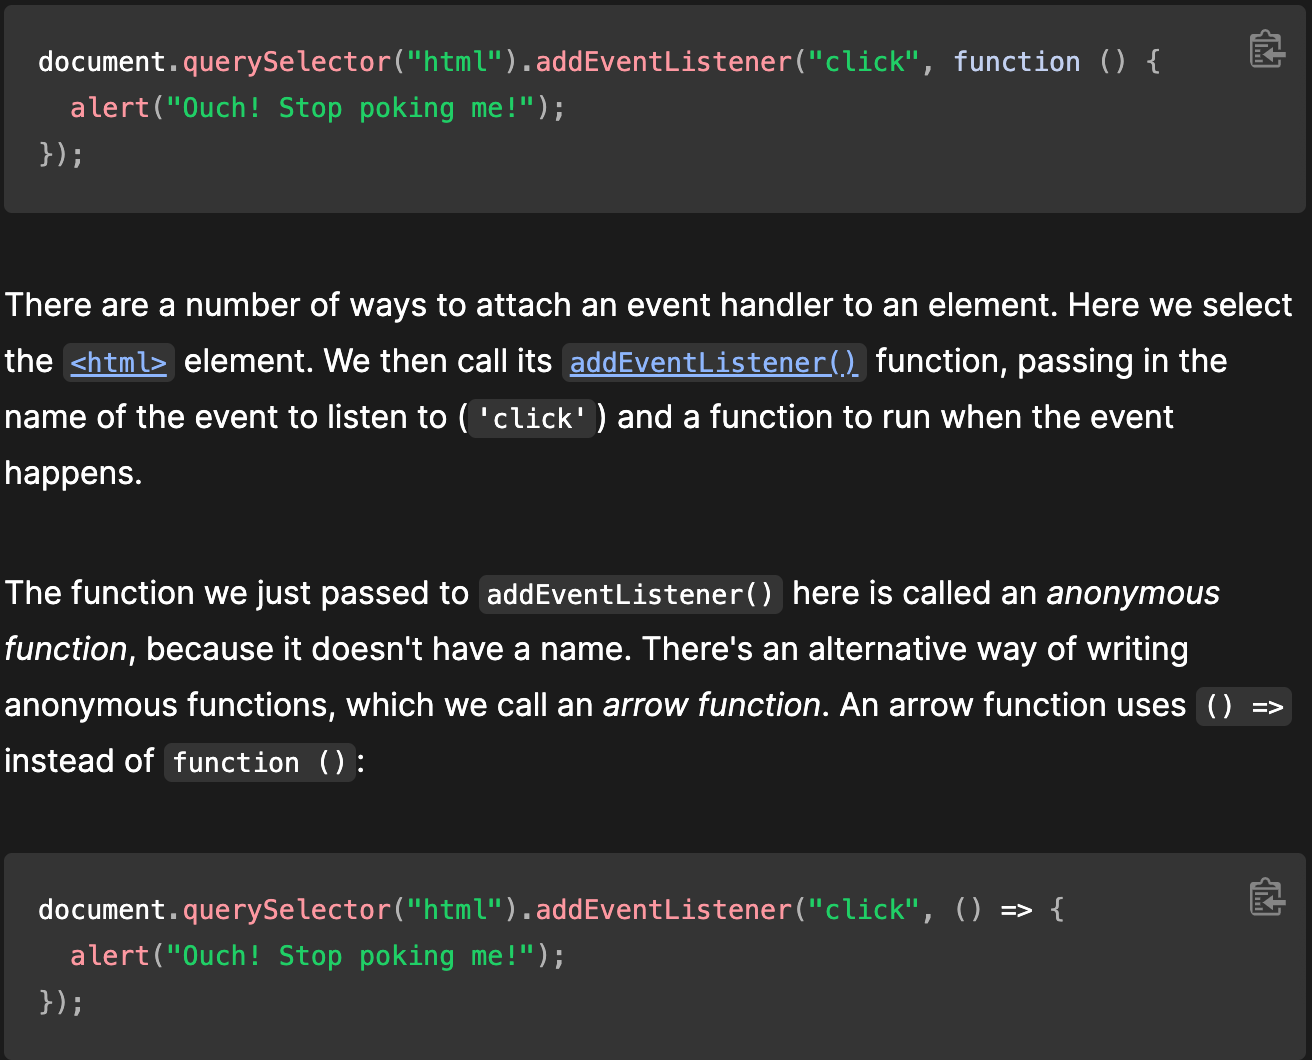 document.querySelector("html").addEventListener("click", function () {
  alert("Ouch! Stop poking me!");
});
There are a number of ways to attach an event handler to an element. Here we select
the <html> element. We then call its addEventListener() function, passing in the
name of the event to listen to ('click') and a function to run when the event
happens.
The function we just passed to addEventListener() here is called an anonymous
function, because it doesn't have a name. There's an alternative way of writing
anonymous functions, which we call an arrow function. An arrow function uses () =>
instead of function ():
document.querySelector("html").addEventListener("click", () => {
  alert("Ouch! Stop poking me!");
});